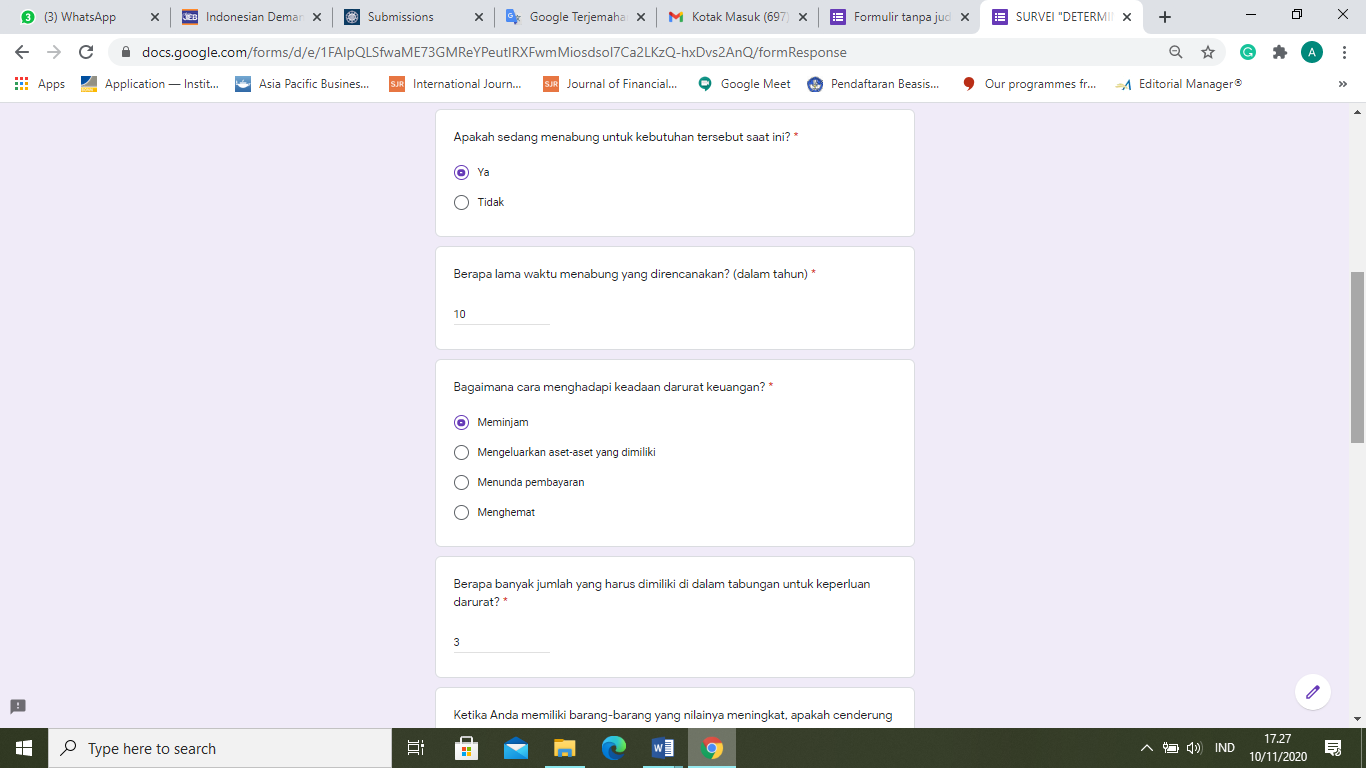 (3) WhatsApp
Indonesian Deman
Submissions
Google Terjemaha
Kotak Masuk (697)
Formulir tanpa jud
SURVEI "DETERMI
docs.google.com/forms/d/e/1FAIpQLSfwaME73GMReYPeutlRXFwmMiosdsol7Ca2LKzQ-hxDvs2AnQ/formResponse
Apps
Application — Instit...
Asia Pacific Busines...
International Journ...
Journal of Financial...
Google Meet
Pendaftaran Beasis...
Our programmes fr...
Editorial Manager®
Apakah sedang menabung untuk kebutuhan tersebut saat ini? *
Ya
Tidak
Berapa lama waktu menabung yang direncanakan? (dalam tahun) *
10
Bagaimana cara menghadapi keadaan darurat keuangan? *
Meminjam
Mengeluarkan aset-aset yang dimiliki
Menunda pembayaran
Menghemat
Berapa banyak jumlah yang harus dimiliki di dalam tabungan untuk keperluan
darurat? *
3
Ketika Anda memiliki barang-barang yang nilainya meningkat, apakah cenderung
Type here to search
IND
17.27
10/11/2020